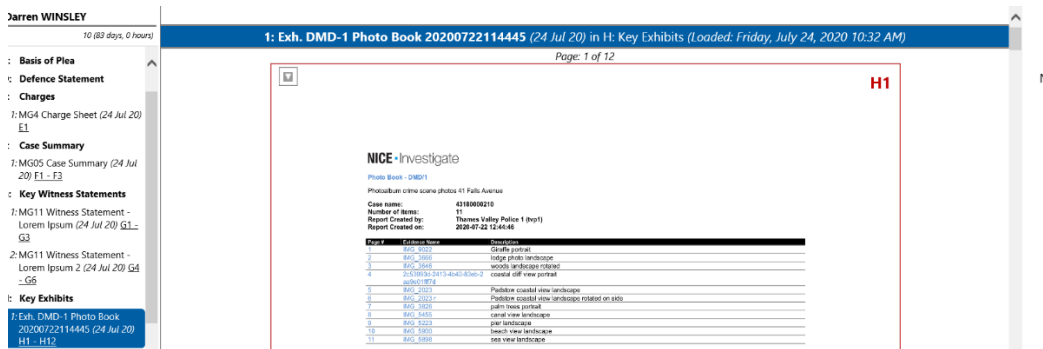 Darren WINSLEY
10 (83 days, 0 hours)
: Basis of Plea
: Defence Statement
: Charges
1: MG4 Charge Sheet (24 Jul 20)
E1
: Case Summary
1: MG05 Case Summary (24 Jul
20) F1 - F3
: Key Witness Statements
1: MG11 Witness Statement -
Lorem Ipsum (24 Jul 20) G1 -
G3
2: MG11 Witness Statement -
Lorem Ipsum 2 (24 Jul 20) G4
- G6
: Key Exhibits
1: Exh. DMD-1 Photo Book
20200722114445 (24 Jul 20)
H1 - H12
1: Exh. DMD-1 Photo Book 20200722114445 (24 Jul 20) in H: Key Exhibits (Loaded: Friday, July 24, 2020 10:32 AM)
Page: 1 of 12
H1
NICE·Investigate
Photo Book - DMD/1
Photoalbum crime scene photos 41 Falls Avenue
Case name: 43180000210
Number of items: 11
Report Created by: Thames Valley Police 1 (tvp1)
Report Created on: 2020-07-22 12:44:46
Page # Evidence Name Description
1 IMG_6022 Giraffe portrait
2 IMG_3666 lodge photo landscape
3 IMG_3646 woods landscape rotated
4 coastal cliff view portrait
5 IMG_2023 Padstow coastal view landscape
6 IMG_2023 Padstow coastal view landscape rotated on aids
7 IMG_3826 palm trees portrait
8 IMG_5455 canal view landscape
9 IMG_5223 pier landscape
10 IMG_5900 beach view landscape
11 IMG_5898 sea view landscape